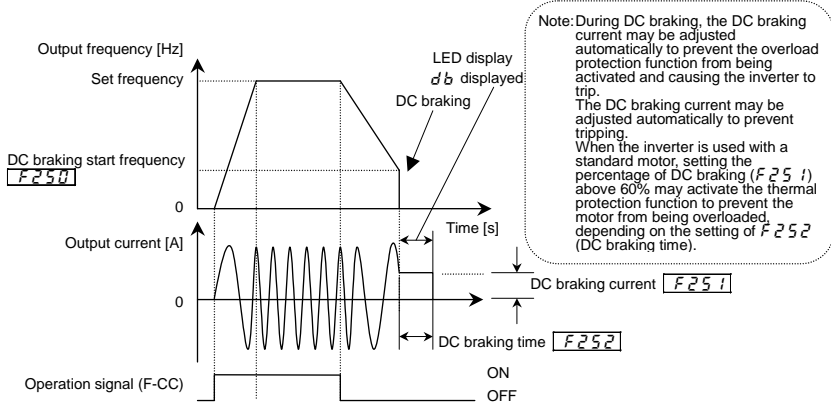 Output frequency [Hz]
Set frequency
DC braking start frequency
F250
0
LED display
db displayed
DC braking
Time [s]
Output current [A]
0
DC braking current F251
DC braking time F252
Operation signal (F-CC)
ON
OFF
Note: During DC braking, the DC braking
current may be adjusted
automatically to prevent the overload
protection function from being
activated and causing the inverter to
trip.
The DC braking current may be
adjusted automatically to prevent
tripping.
When the inverter is used with a
standard motor, setting the
percentage of DC braking (F251)
above 60% may activate the thermal
protection function to prevent the
motor from being overloaded,
depending on the setting of F252
(DC braking time).